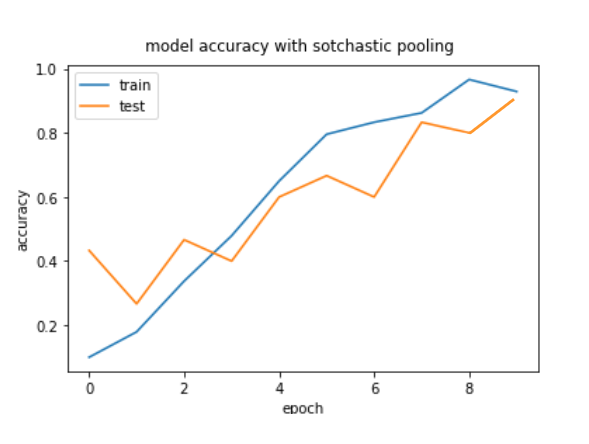 model accuracy with sotchastic pooling
1.0
train
test
0.8
0.6
0.4
0.2
accuracy
0 2 4 6 8
epoch